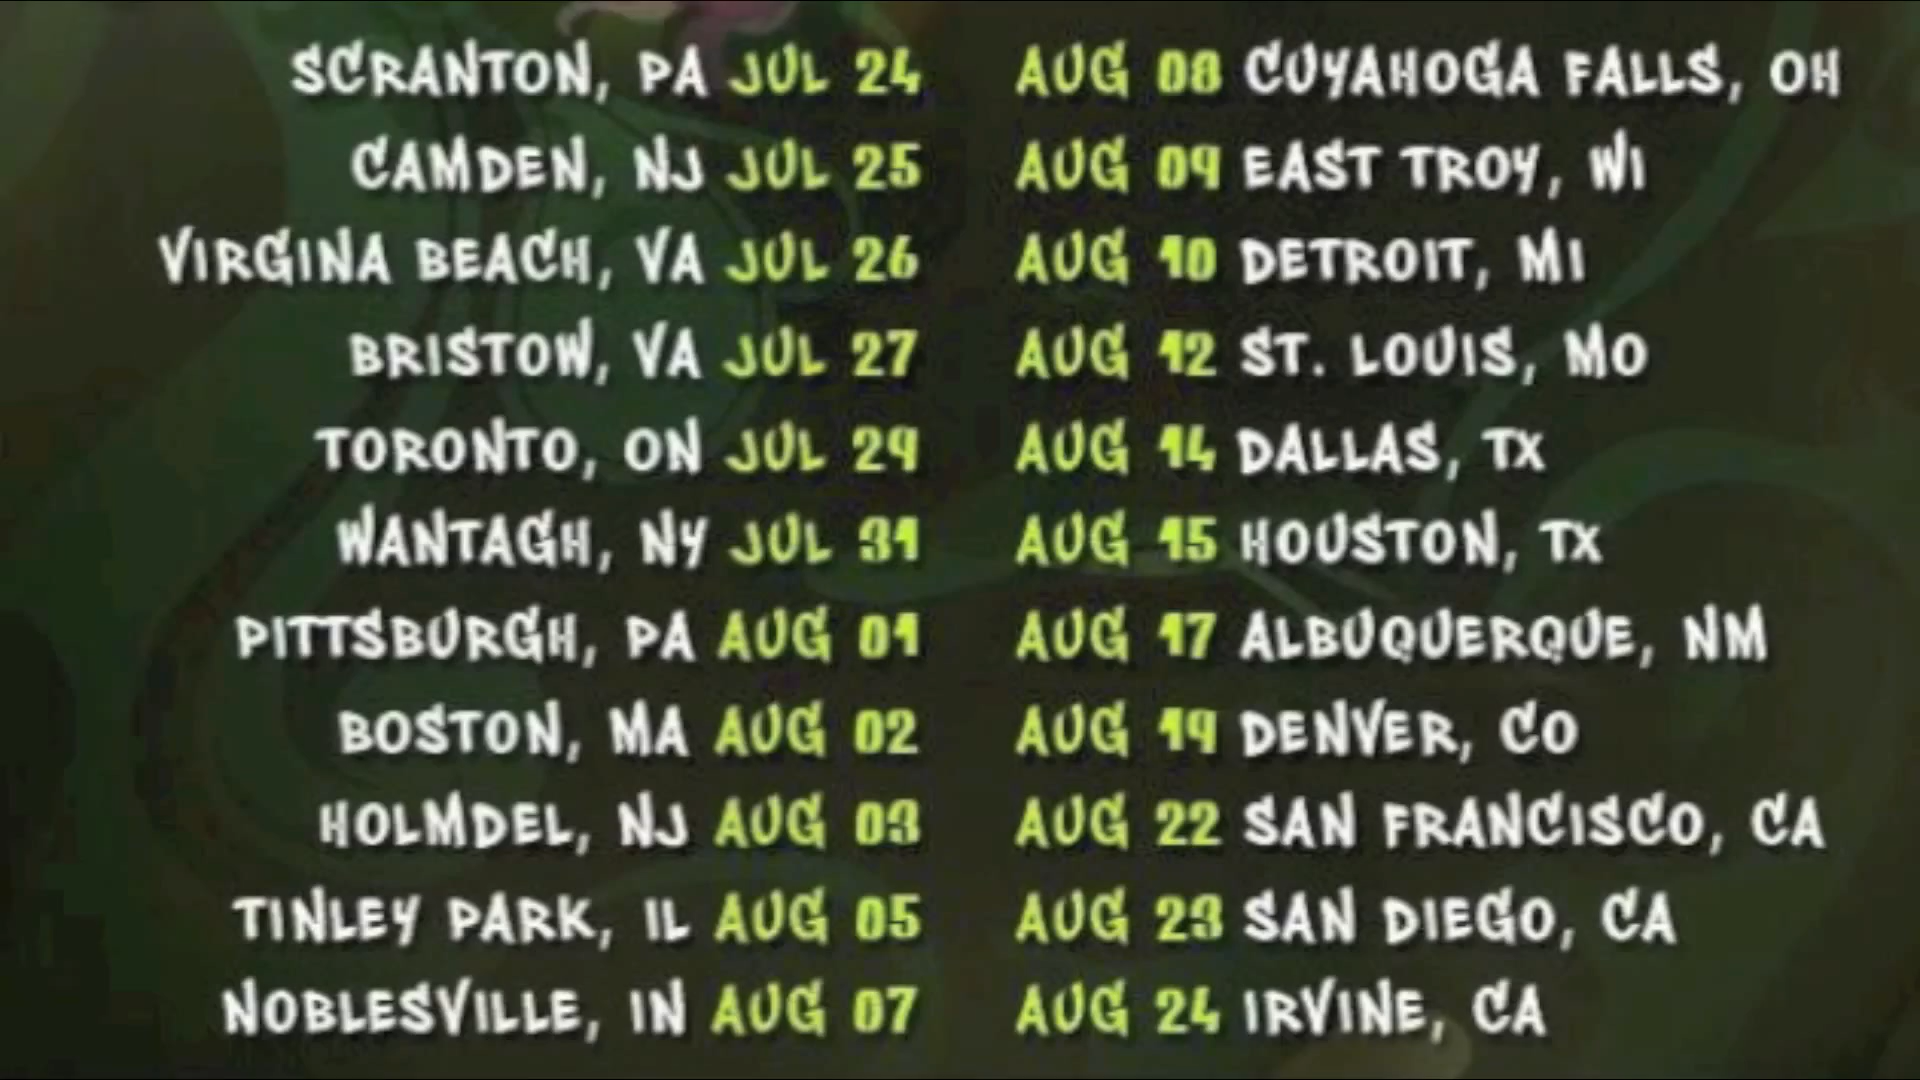 SCRANTON, PA JUL 24
CAMDEN, NJ JUL 25
VIRGINA BEACH, VA JUL 26
BRISTOW, VA JUL 27
TORONTO, ON JUL 29
WANTAGH, NY JUL 31
PITTSBURGH, PA AUG 01
BOSTON, MA AUG 02
HOLMDEL, NJ AUG 03
TINLEY PARK, IL AUG 05
NOBLESVILLE, IN AUG 07
AUG 08 CUYAHOGA FALLS, OH
AUG 09 EAST TROY, WI
AUG 10 DETROIT, MI
AUG 12 ST. LOUIS, MO
AUG 14 DALLAS, TX
AUG 15 HOUSTON, TX
AUG 17 ALBUQUERQUE, NM
AUG 19 DENVER, CO
AUG 22 SAN FRANCISCO, CA
AUG 23 SAN DIEGO, CA
AUG 24 IRVINE, CA